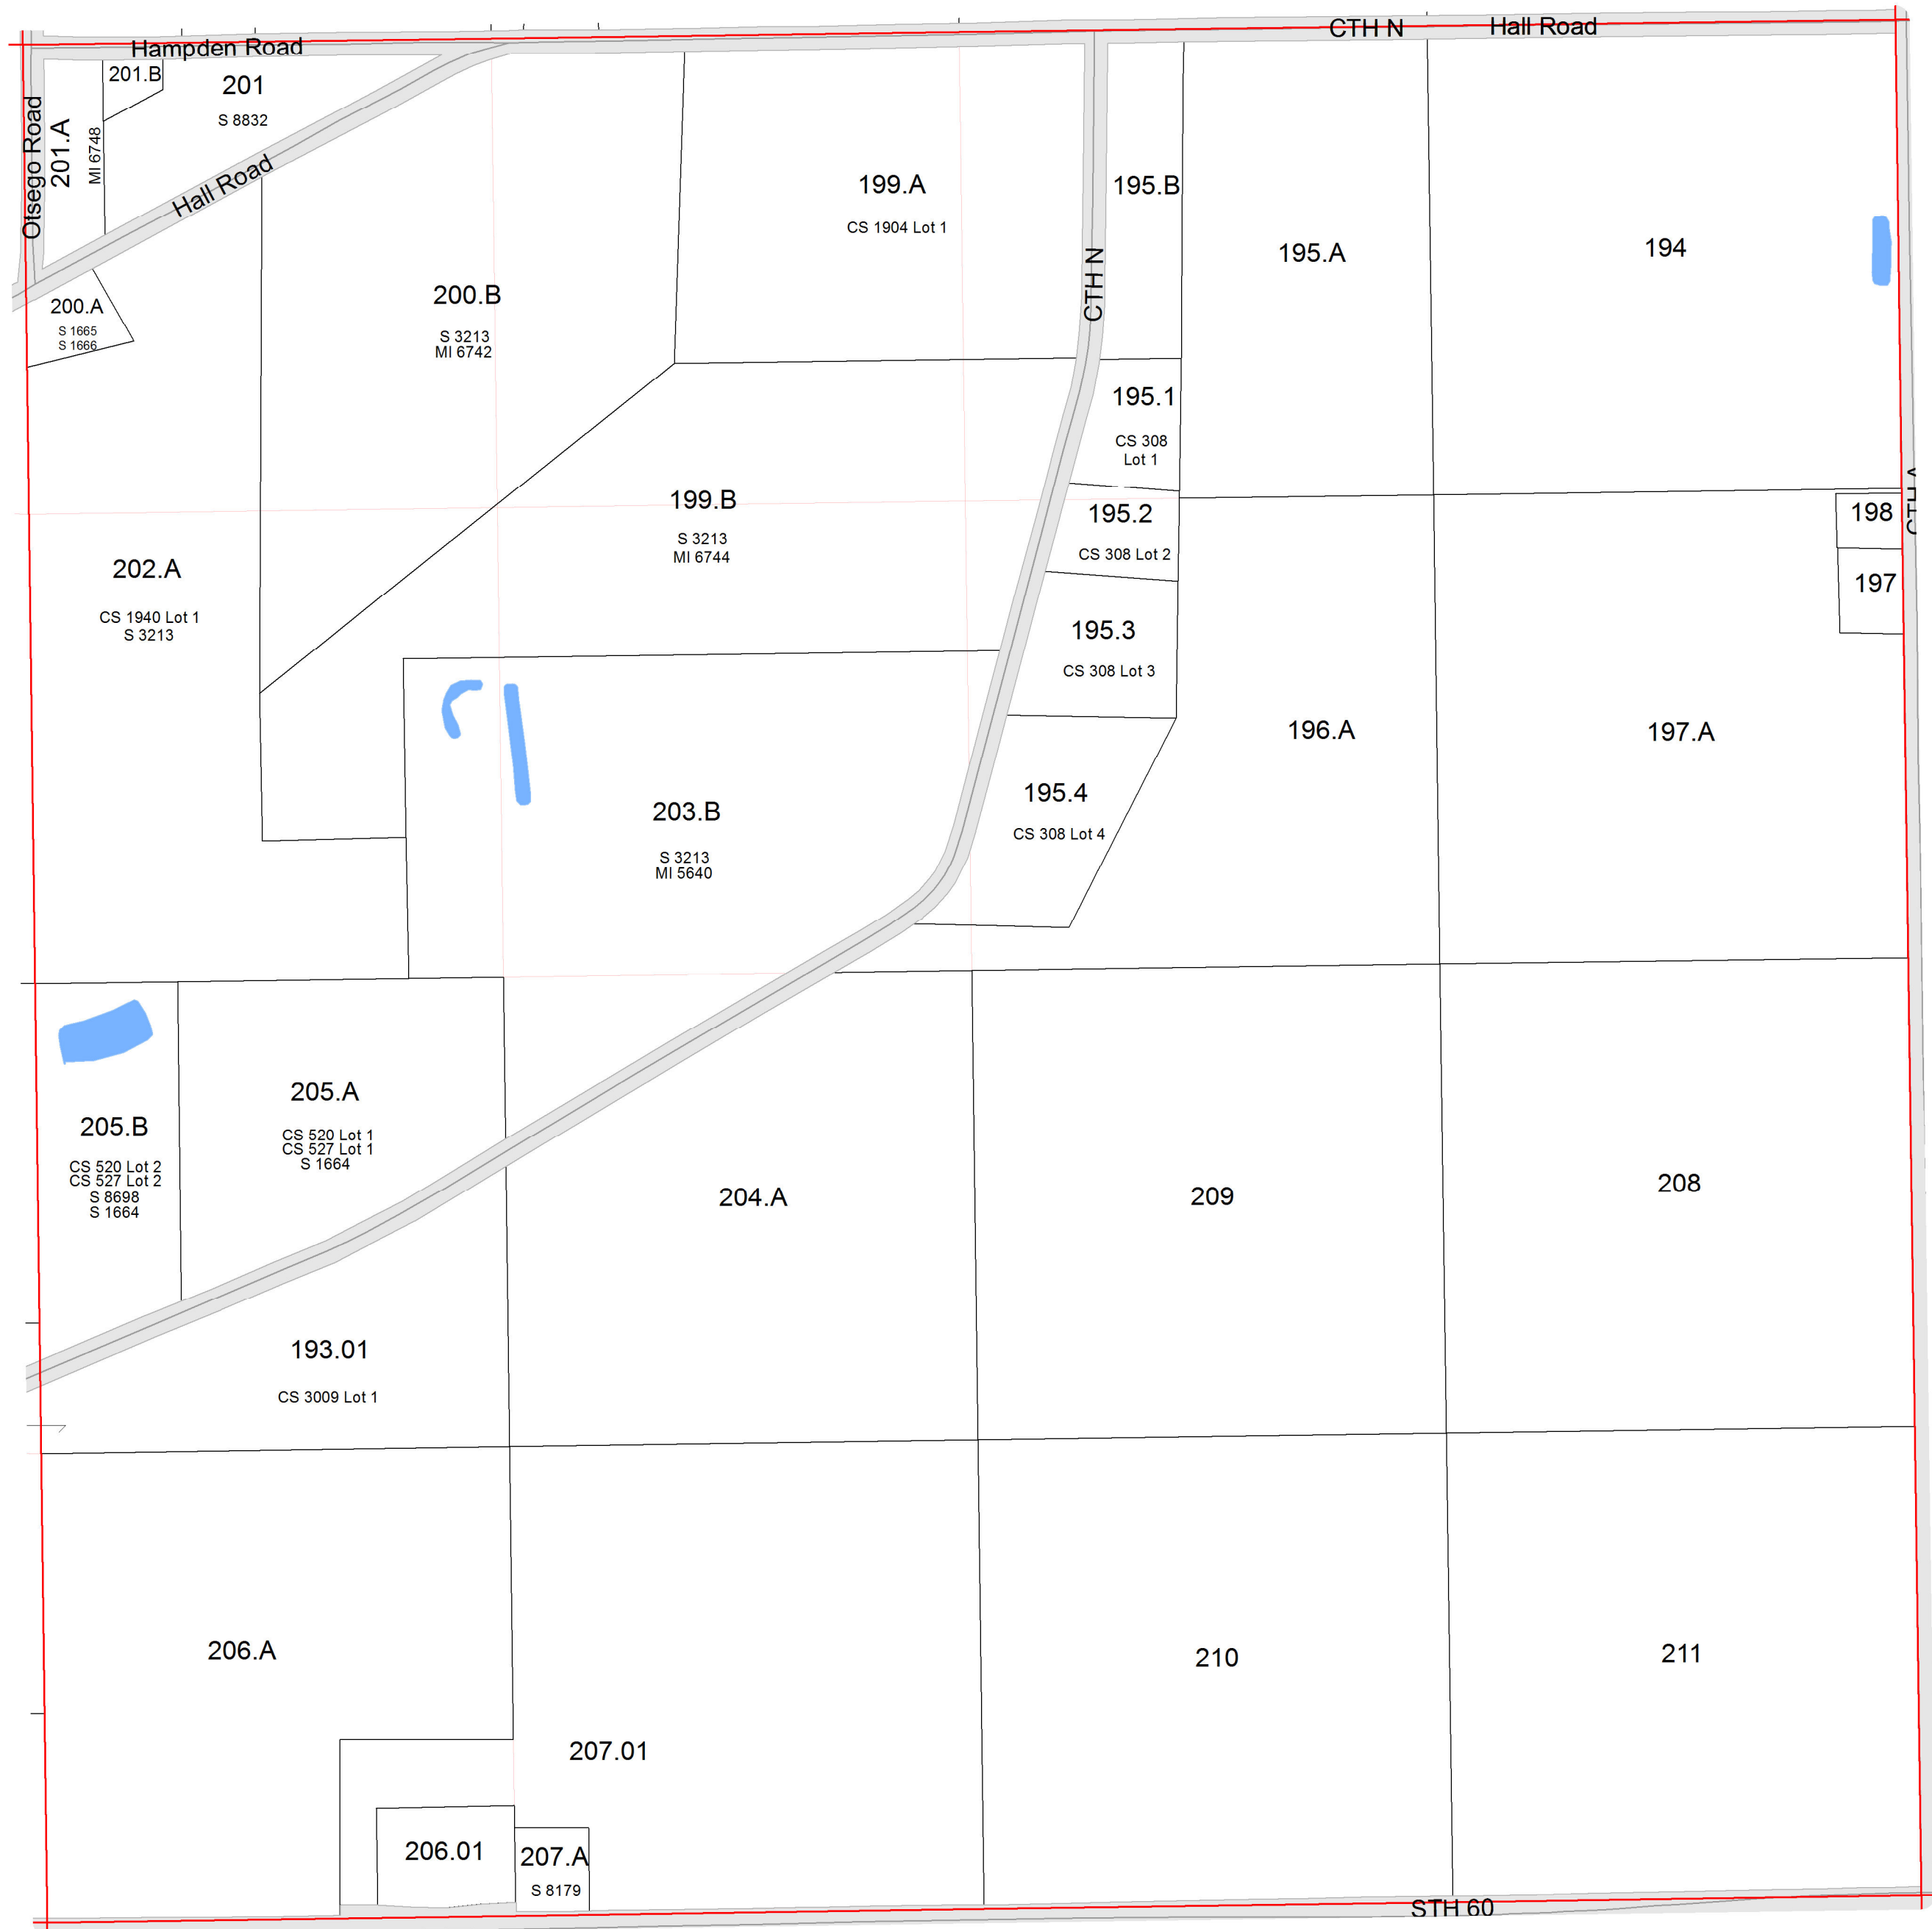 CTH N
Hall Road
Hampden Road
201.B
201
S 8832
Otsego Road
201.A
MI 6748
Hall Road
199.A
CS 1904 Lot 1
195.B
195.A
194
CTH N
200.A
S 1665
S 1666
200.B
S 3213
MI 6742
195.1
CS 308
Lot 1
199.B
S 3213
MI 6744
195.2
CS 308 Lot 2
198
197
202.A
CS 1940 Lot 1
S 3213
195.3
CS 308 Lot 3
196.A
197.A
203.B
S 3213
MI 5640
195.4
CS 308 Lot 4
205.A
CS 520 Lot 1
CS 527 Lot 1
S 1664
205.B
CS 520 Lot 2
CS 527 Lot 2
S 8698
S 1664
204.A
209
208
193.01
CS 3009 Lot 1
206.A
210
211
207.01
206.01
207.A
S 8179
STH 60